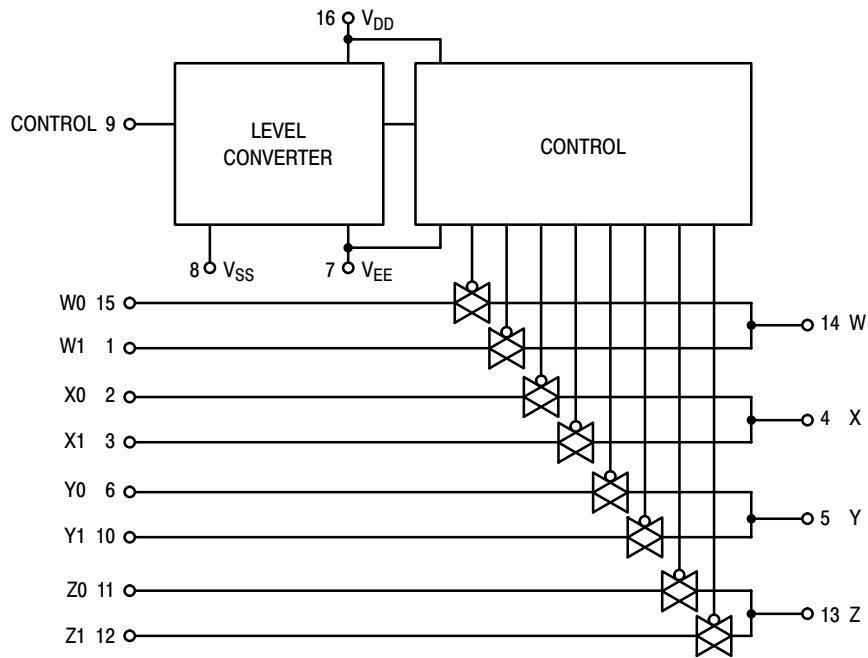 16 VDD
CONTROL 9
LEVEL
CONVERTER
CONTROL
8 VSS
7 VEE
W0 15
14 W
W1 1
X0 2
4 X
X1 3
Y0 6
5 Y
Y1 10
Z0 11
13 Z
Z1 12